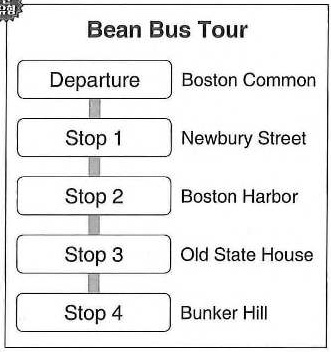 Bean Bus Tour
Departure Boston Common
Stop 1 Newbury Street
Stop 2 Boston Harbor
Stop 3 Old State House
Stop 4 Bunker Hill